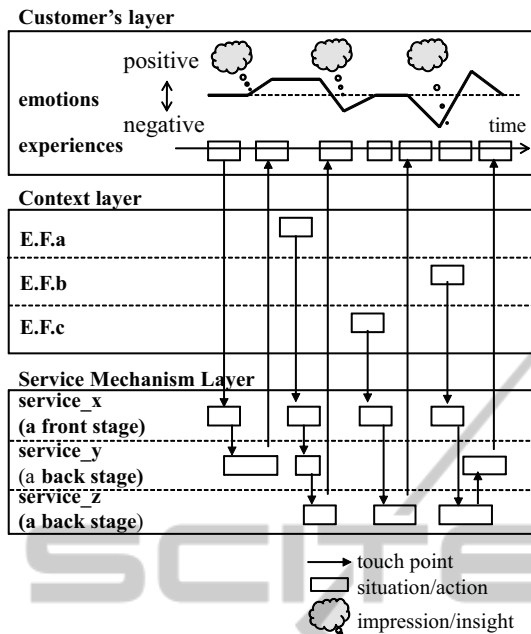 Customer's layer
positive
emotions
negative
time
experiences
Context layer
E.F.a
E.F.b
E.F.c
Service Mechanism Layer
service_x
(a front stage)
service_y
(a back stage)
service_z
(a back stage)
SCITE
touch point
situation/action
impression/insight